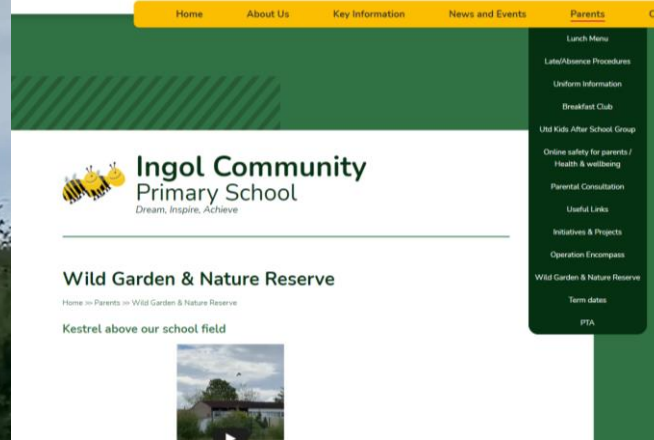 Home About Us Key Information News and Events Parents
Lunch Menu
Late/Absence Procedures
Uniform Information
Breakfast Club
Utd Kids After School Group
Online safety for parents /
Health & wellbeing
Parental Consultation
Useful Links
Initiatives & Projects
Operation Encompass
Wild Garden & Nature Reserve
Term dates
PTA
Ingol Community
Primary School
Dream, Inspire, Achieve
Wild Garden & Nature Reserve
Home >> Parents >> Wild Garden & Nature Reserve
Kestrel above our school field